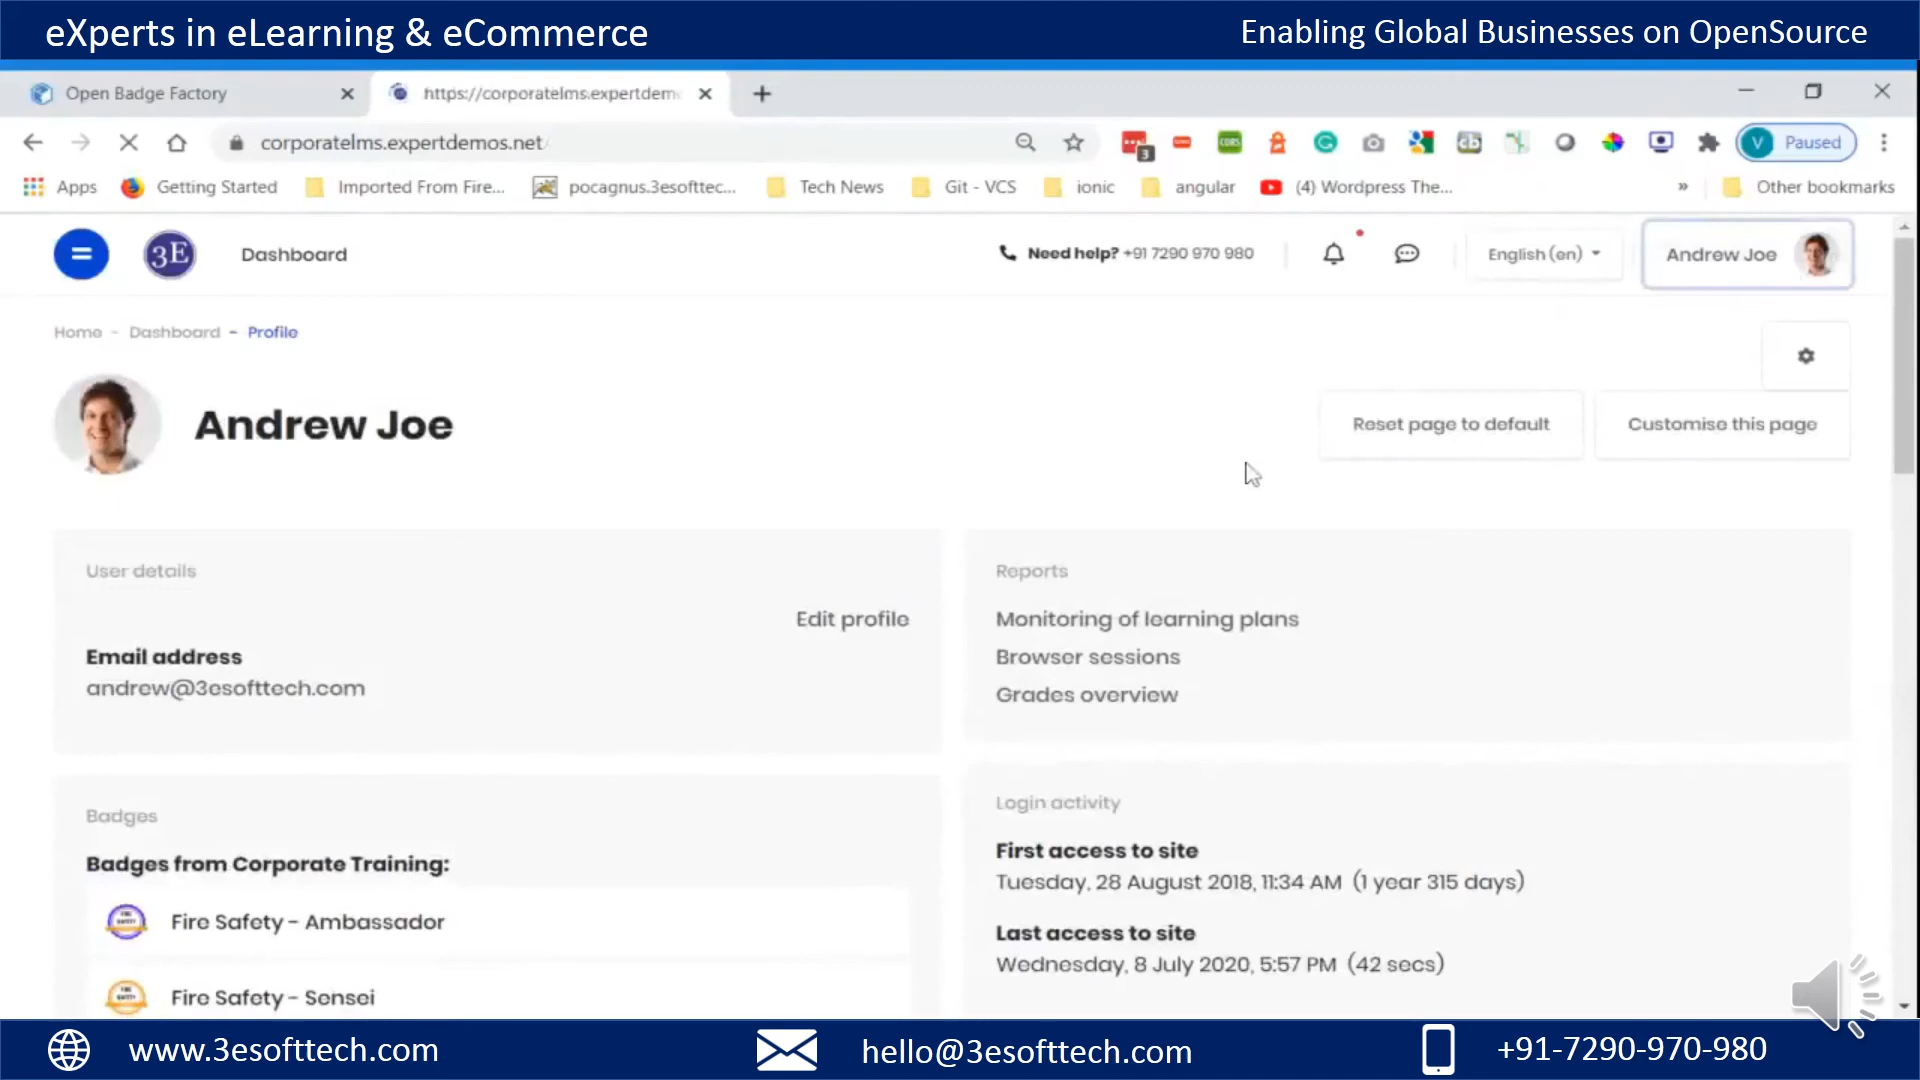 eXperts in eLearning & eCommerce
Enabling Global Businesses on OpenSource
Open Badge Factory
https://corporatelms.expertdemo
corporatelms.expertdemos.net
3
CORS
V Paused
Apps
Getting Started
Imported From Fire...
pocagnus.3esofttec...
Tech News
Git - VCS
ionic
angular
(4) Wordpress The...
»
Other bookmarks
3E
Dashboard
Need help? +91 7290 970 980
English (en)
Andrew Joe
Home - Dashboard - Profile
Andrew Joe
Reset page to default
Customise this page
User details
Edit profile
Email address
andrew@3esofttech.com
Reports
Monitoring of learning plans
Browser sessions
Grades overview
Badges
Badges from Corporate Training:
Fire Safety - Ambassador
Fire Safety - Sensei
Login activity
First access to site
Tuesday, 28 August 2018, 11:34 AM (1 year 315 days)
Last access to site
Wednesday, 8 July 2020, 5:57 PM (42 secs)
www.3esofttech.com
hello@3esofttech.com
+91-7290-970-980